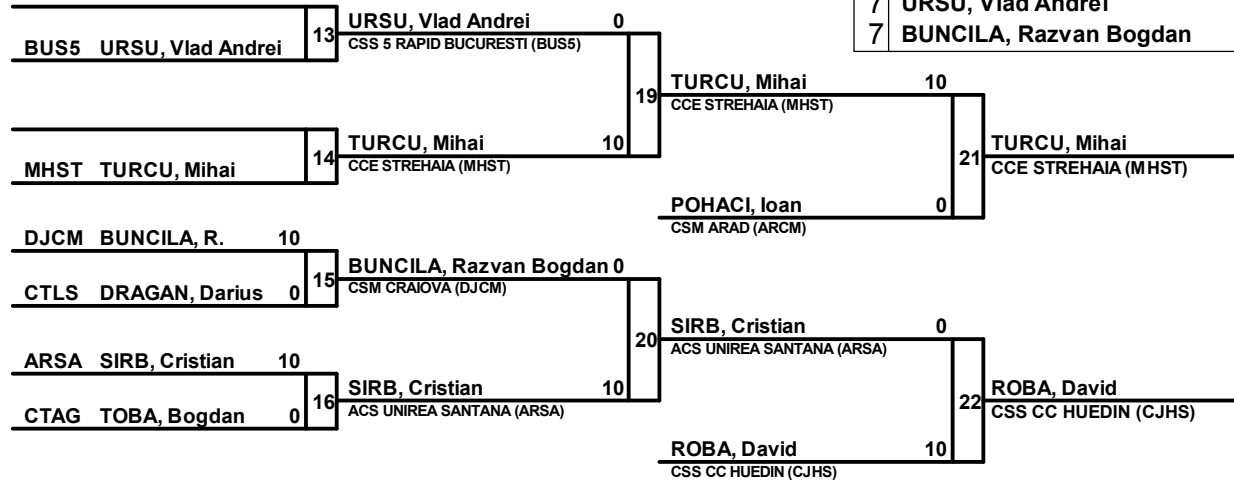 7 URSU, Vlad Andrei
7 BUNCILA, Razvan Bogdan
BUS5 URSU, Vlad Andrei
13
URSU, Vlad Andrei 0
CSS 5 RAPID BUCURESTI (BUS5)
MHST TURCU, Mihai
14
TURCU, Mihai 10
CCE STREHAIA (MHST)
19
TURCU, Mihai 10
CCE STREHAIA (MHST)
POHACI, Ioan 0
CSM ARAD (ARCM)
21
TURCU, Mihai
CCE STREHAIA (MHST)
DJCM BUNCILA, R. 10
CTLS DRAGAN, Darius 0
15
BUNCILA, Razvan Bogdan 0
CSM CRAIOVA (DJCM)
ARSA SIRB, Cristian 10
CTAG TOBA, Bogdan 0
16
SIRB, Cristian 10
ACS UNIREA SANTANA (ARSA)
20
SIRB, Cristian 0
ACS UNIREA SANTANA (ARSA)
ROBA, David 10
CSS CC HUEDIN (CJHS)
22
ROBA, David
CSS CC HUEDIN (CJHS)